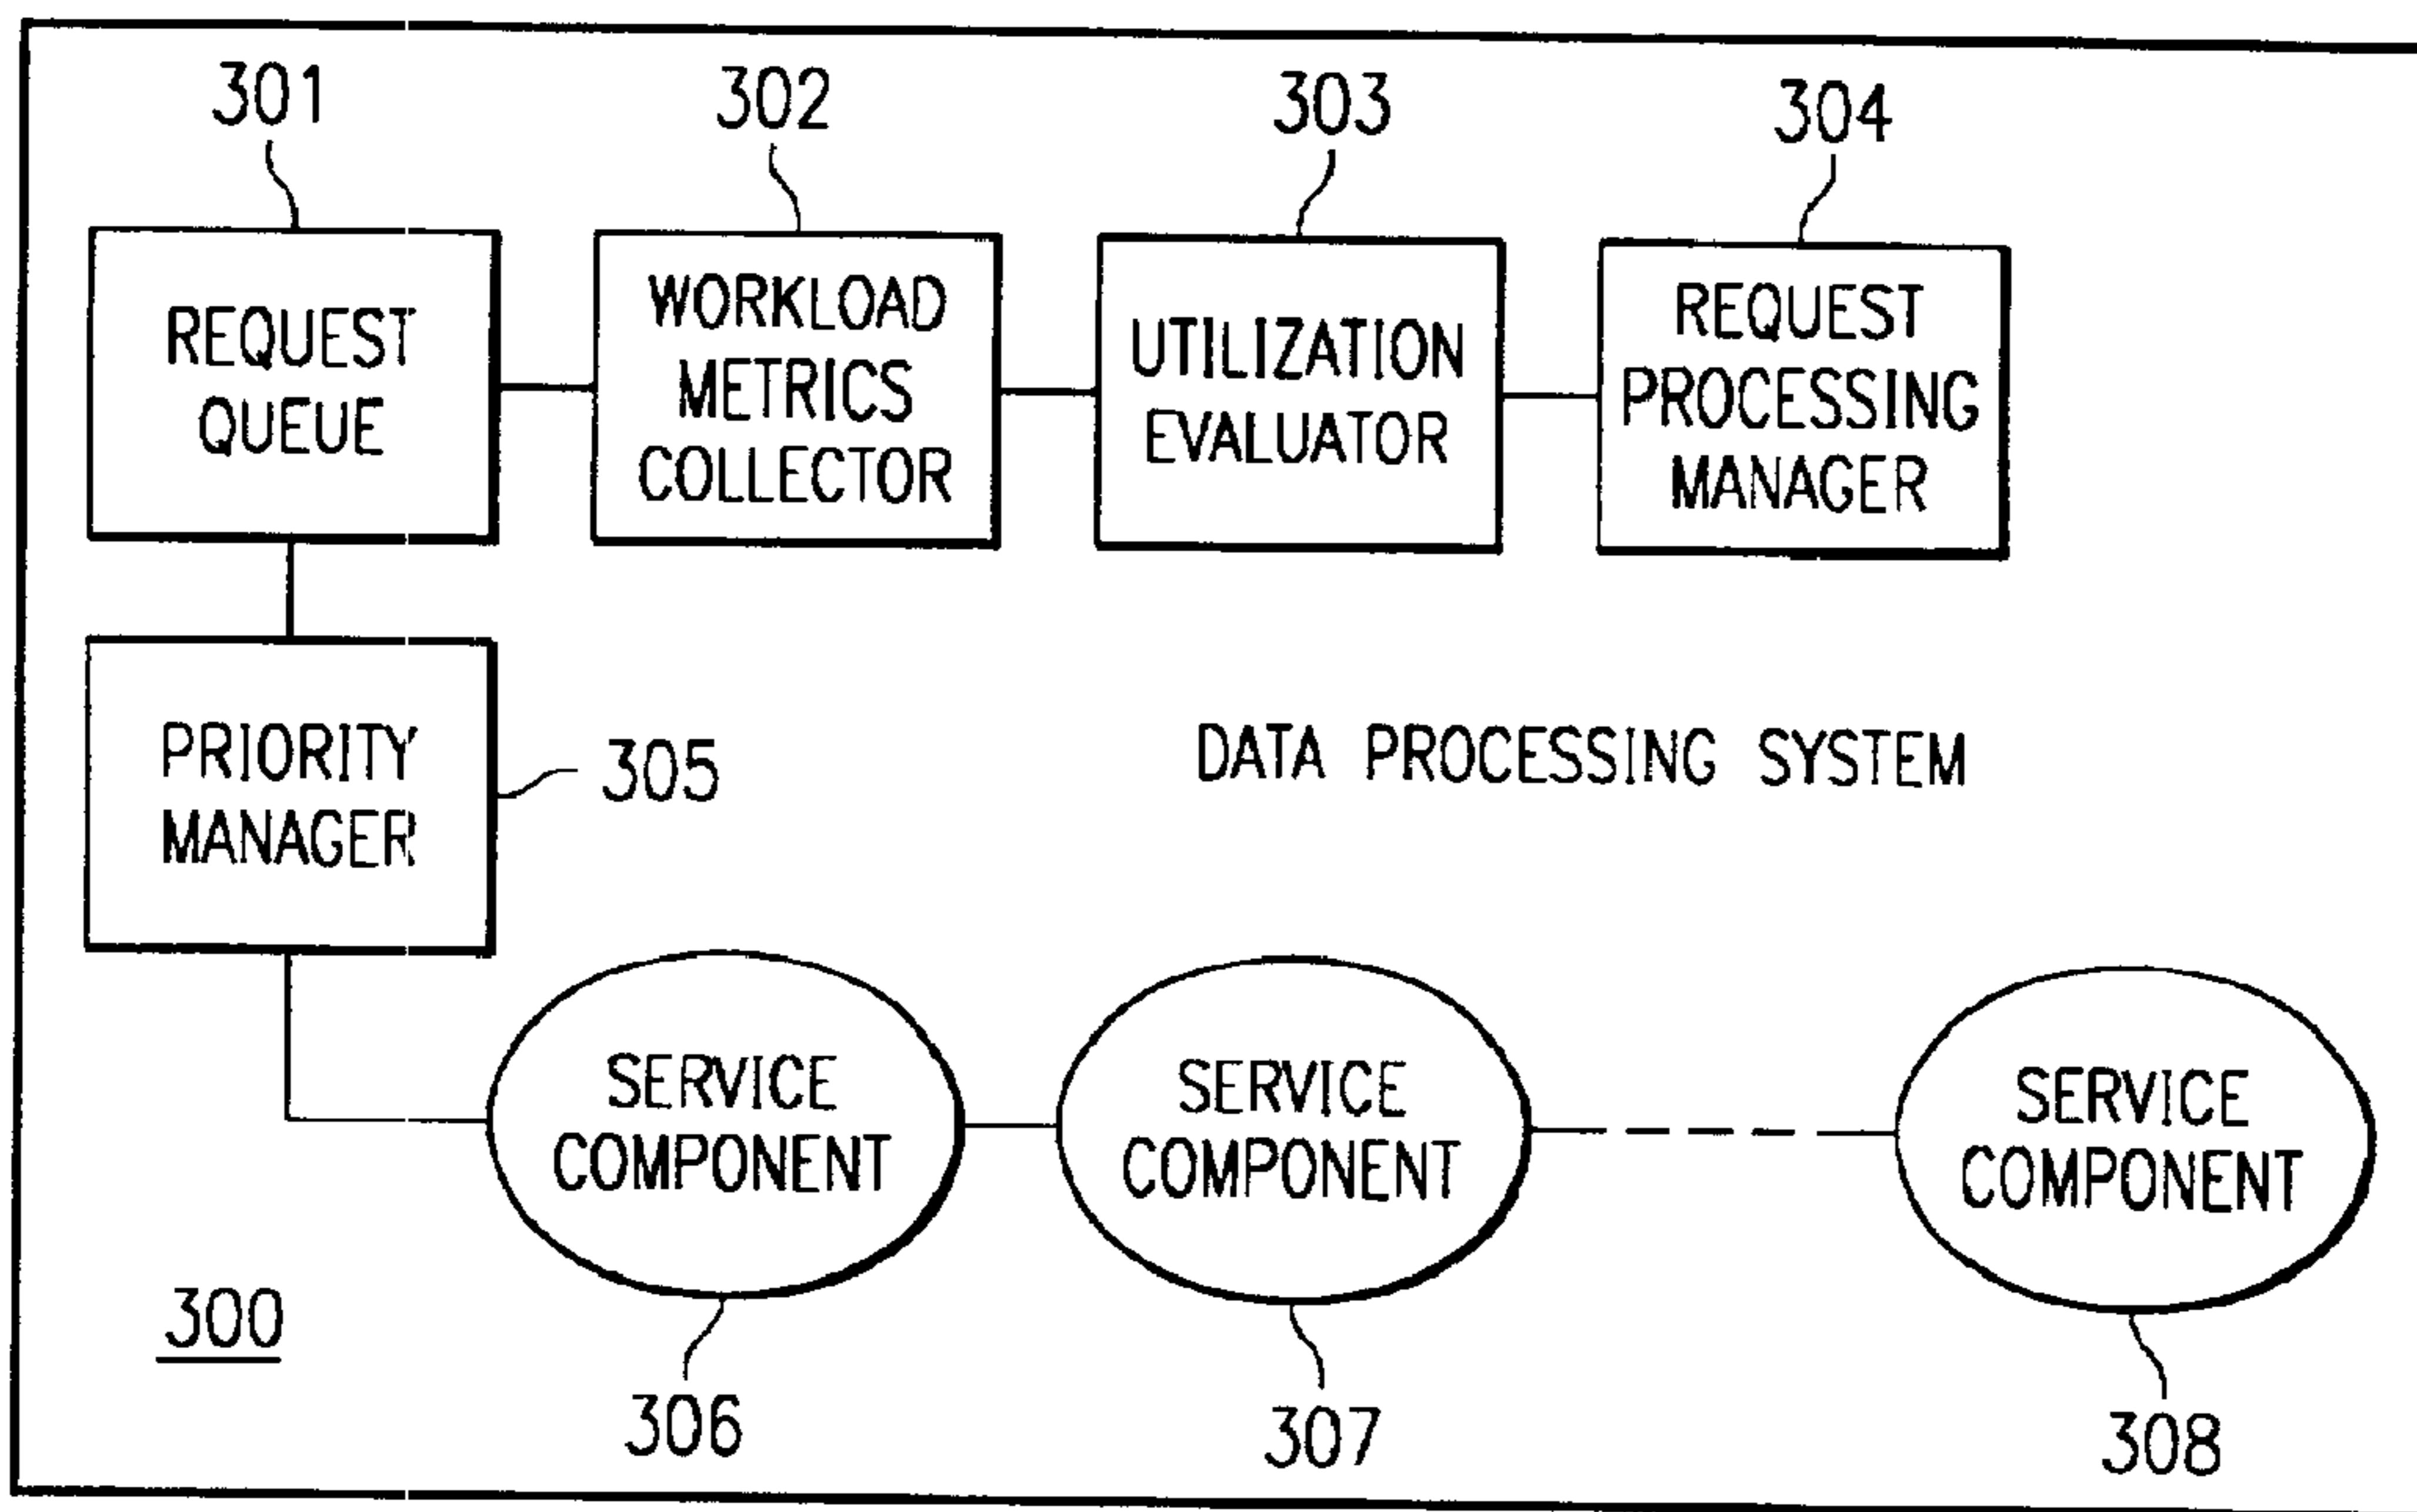 301
302
303
304
REQUEST
QUEUE
WORKLOAD
METRICS
COLLECTOR
UTILIZATION
EVALUATOR
REQUEST
PROCESSING
MANAGER
PRIORITY
MANAGER
305
DATA PROCESSING SYSTEM
SERVICE
COMPONENT
SERVICE
COMPONENT
SERVICE
COMPONENT
300
306
307
308